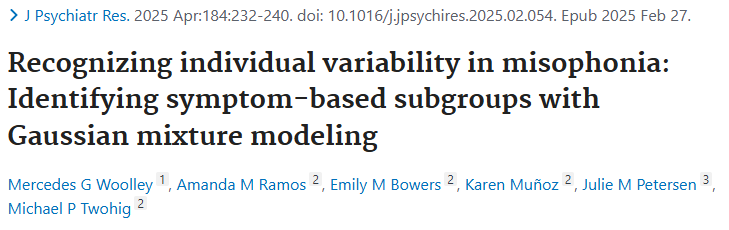 J Psychiatr Res. 2025 Apr:184:232-240. doi: 10.1016/j.jpsychires.2025.02.054. Epub 2025 Feb 27.
Recognizing individual variability in misophonia:
Identifying symptom-based subgroups with
Gaussian mixture modeling
Mercedes G Woolley 1, Amanda M Ramos 2, Emily M Bowers 2, Karen Muñoz 2, Julie M Petersen 3,
Michael P Twohig 2